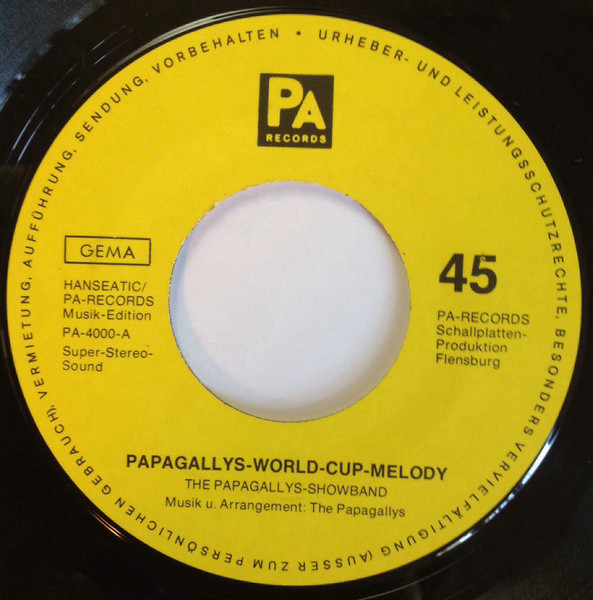 URHEBER- UND LEISTUNGSSCHUTZRECHTE, BESONDERS VERVIELFÄLTIGUNG (AUSSER ZUM PERSÖNLICHEN GEBRAUCH), VERMIETUNG, AUFFÜHRUNG, SENDUNG, VORBEHALTEN •
PA
RECORDS
GEMA
HANSEATIC/
PA-RECORDS
Musik-Edition
PA-4000-A
Super-Stereo-
Sound
45
PA-RECORDS
Schallplatten-
Produktion
Flensburg
PAPAGALLYS-WORLD-CUP-MELODY
THE PAPAGALLYS-SHOWBAND
Musik u. Arrangement: The Papagallys